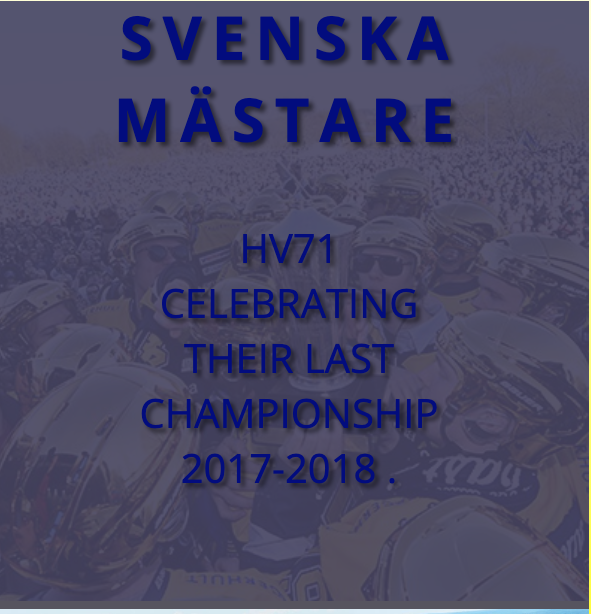 SVENSKA
MÄSTARE
HV71
CELEBRATING
THEIR LAST
CHAMPIONSHIP
2017-2018 .